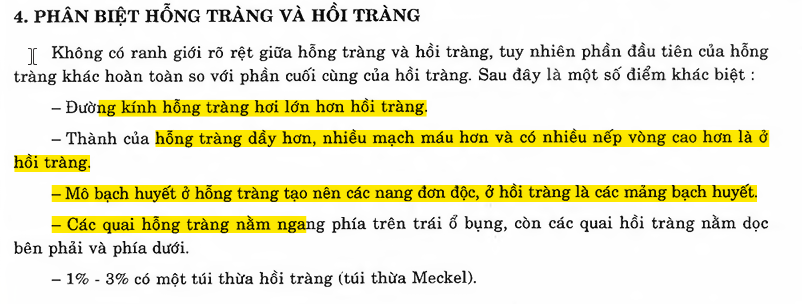 4. PHÂN BIỆT HỖNG TRÀNG VÀ HỒI TRÀNG
Không có ranh giới rõ rệt giữa hỗng tràng và hồi tràng, tuy nhiên phần đầu tiên của hỗng
tràng khác hoàn toàn so với phần cuối cùng của hồi tràng. Sau đây là một số điểm khác biệt :
– Đường kính hỗng tràng hơi lớn hơn hồi tràng.
– Thành của hỗng tràng dầy hơn, nhiều mạch máu hơn và có nhiều nếp vòng cao hơn là ở
hồi tràng.
– Mô bạch huyết ở hỗng tràng tạo nên các nang đơn độc, ở hồi tràng là các mảng bạch huyết.
– Các quai hỗng tràng nằm ngang phía trên trái ổ bụng, còn các quai hồi tràng nằm dọc
bên phải và phía dưới.
– 1% - 3% có một túi thừa hồi tràng (túi thừa Meckel).